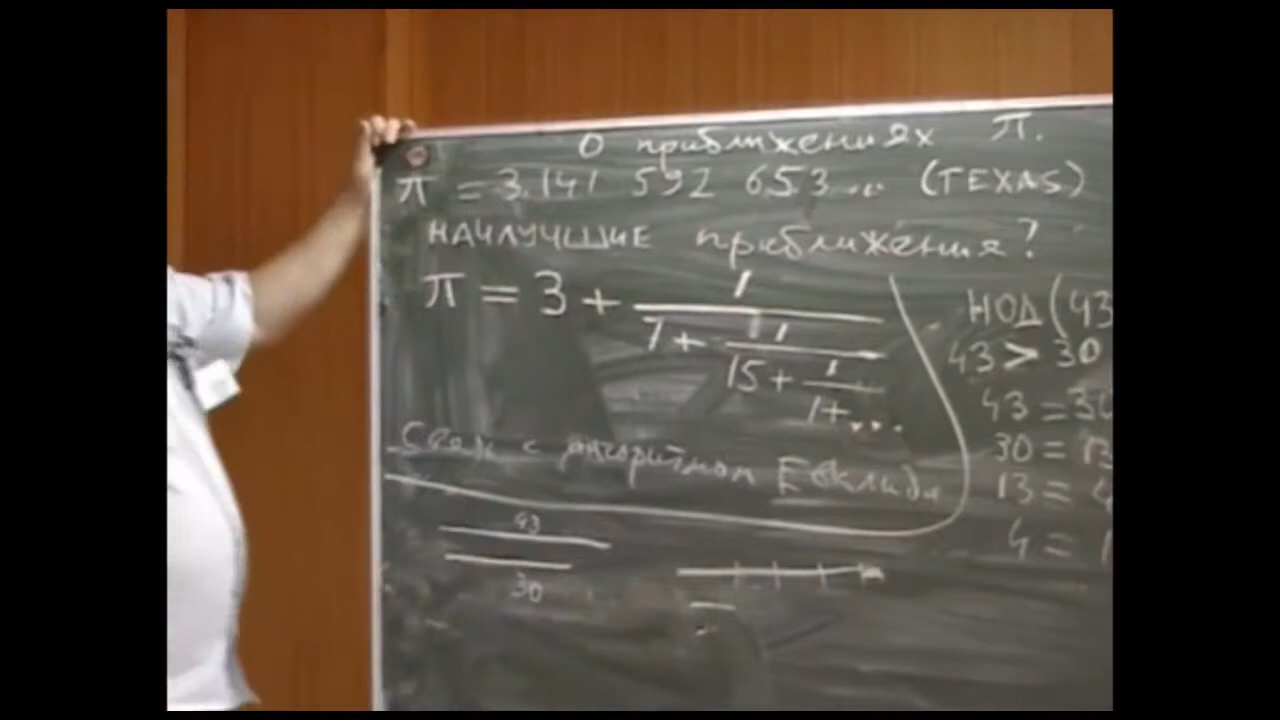 О приближениях π.
π = 3.141 592 653... (TEXAS)
НАИЛУЧШИЕ приближения?
π = 3 + 1
7 + 1
15 + 1
1 + ...
Связь с алгоритмом Евклида
43
30
НОД (43
43 > 30
43 = 30
30 = 13
13 = 4
4 = 1